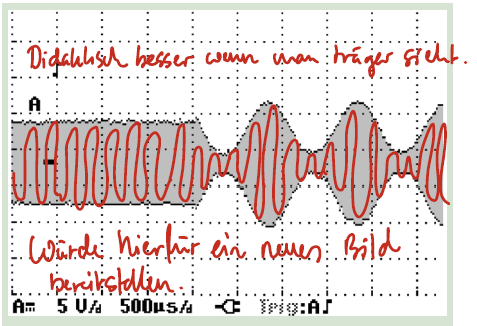 Didaktisch besser wenn man träger sieht.
A
Würde hierfür ein neues Bild
bereitstellen.
A 5 V/d 500µs/d Trig:A